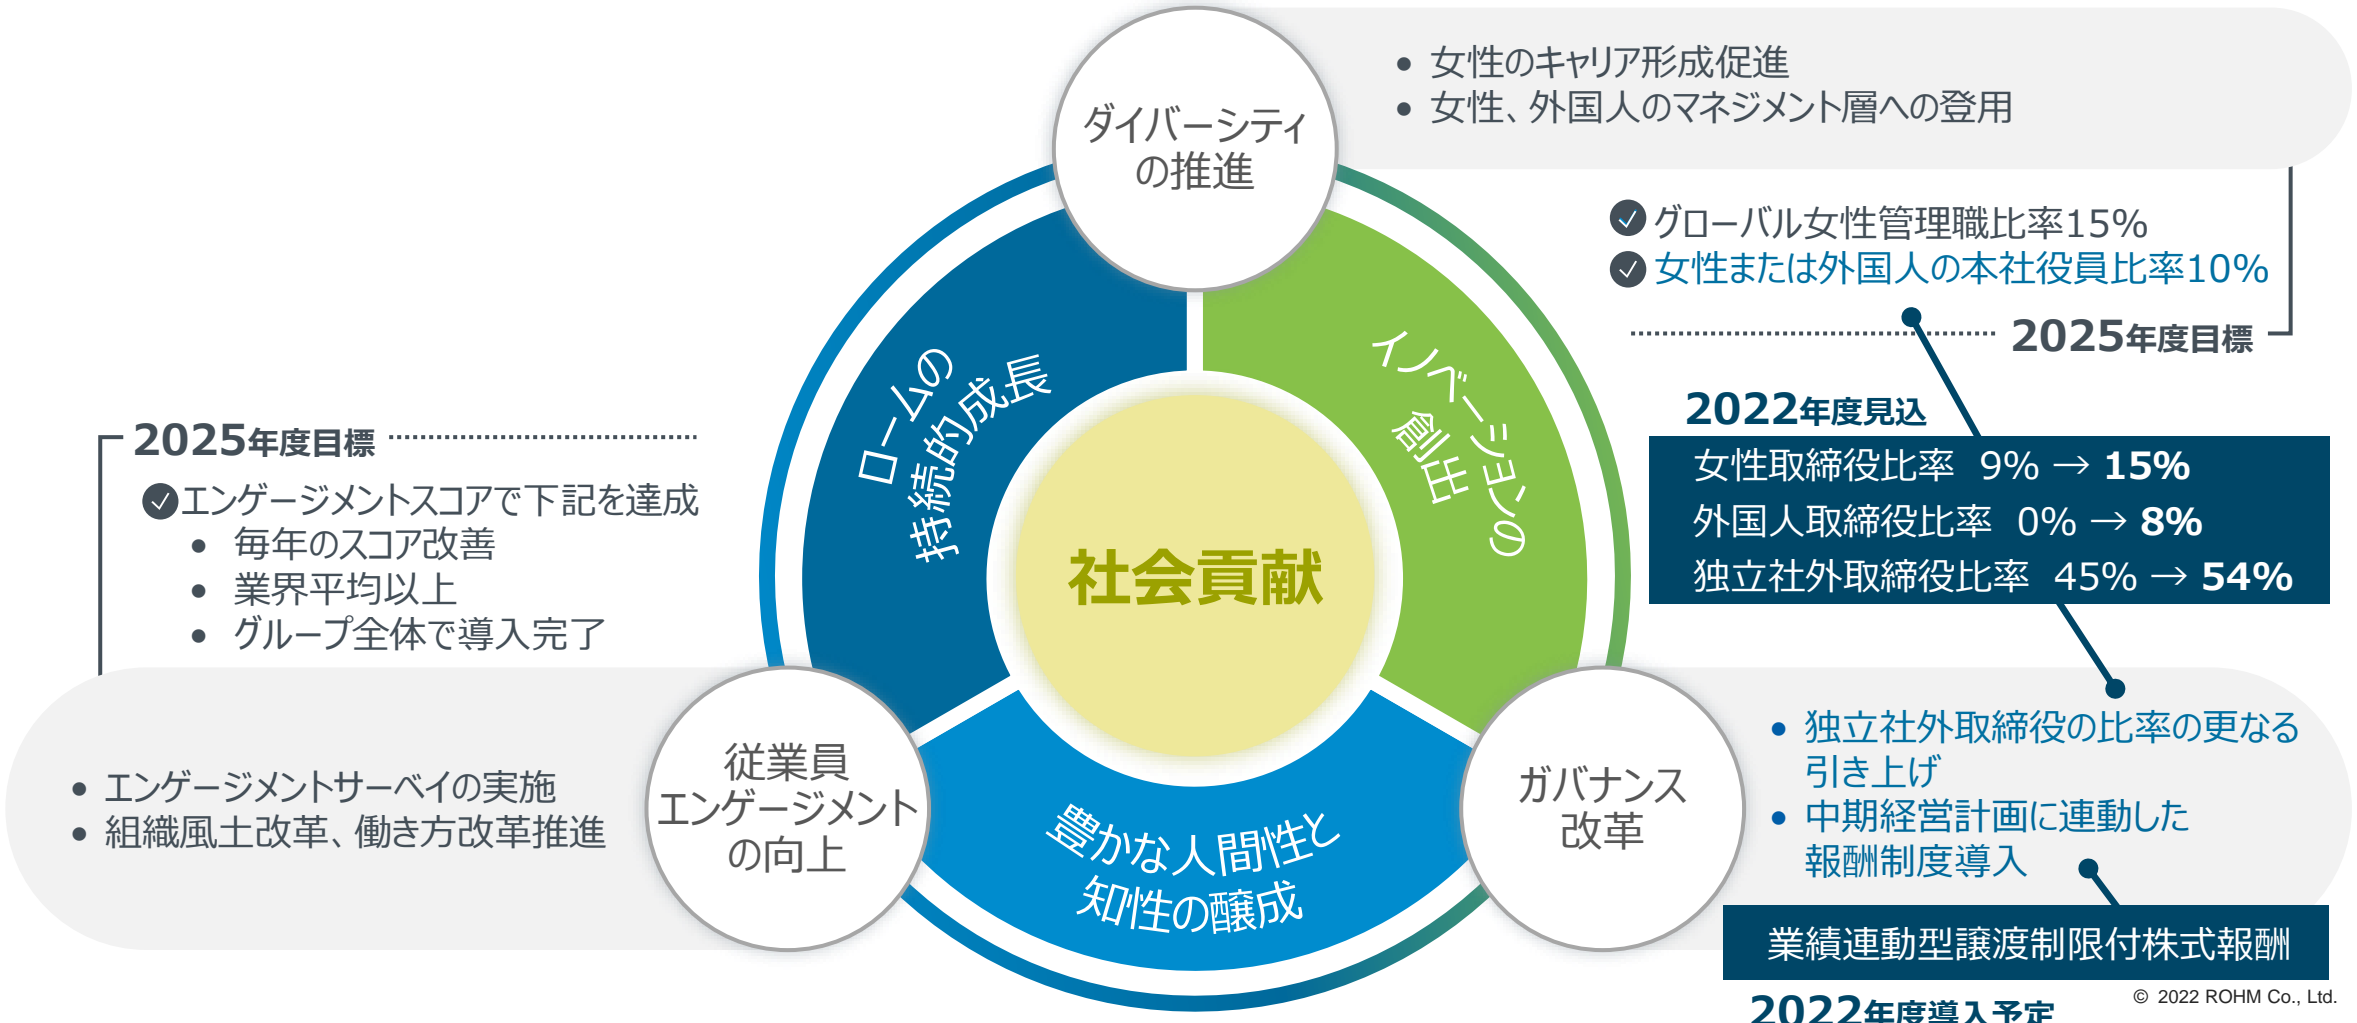 ダイバーシティ
の推進
• 女性のキャリア形成促進
• 女性、外国人のマネジメント層への登用
グローバル女性管理職比率15%
女性または外国人の本社役員比率10%
2025年度目標
2022年度見込
女性取締役比率 9% → 15%
外国人取締役比率 0% → 8%
独立社外取締役比率 45% → 54%
ロームの
持続的成長
イノベーションの
創出
社会貢献
豊かな人間性と
知性の醸成
2025年度目標
エンゲージメントスコアで下記を達成
• 毎年のスコア改善
• 業界平均以上
• グループ全体で導入完了
• エンゲージメントサーベイの実施
• 組織風土改革、働き方改革推進
従業員
エンゲージメント
の向上
ガバナンス
改革
• 独立社外取締役の比率の更なる
引き上げ
• 中期経営計画に連動した
報酬制度導入
業績連動型譲渡制限付株式報酬
2022年度導入予定
© 2022 ROHM Co., Ltd.